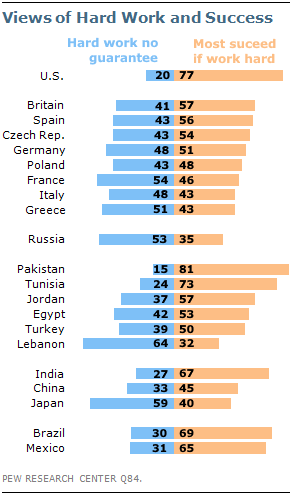 Views of Hard Work and Success
Hard work no guarantee
Most suceed if work hard
U.S. 20 77
Britain 41 57
Spain 43 56
Czech Rep. 43 54
Germany 48 51
Poland 43 48
France 54 46
Italy 48 43
Greece 51 43
Russia 53 35
Pakistan 15 81
Tunisia 24 73
Jordan 37 57
Egypt 42 53
Turkey 39 50
Lebanon 64 32
India 27 67
China 33 45
Japan 59 40
Brazil 30 69
Mexico 31 65
PEW RESEARCH CENTER Q84.